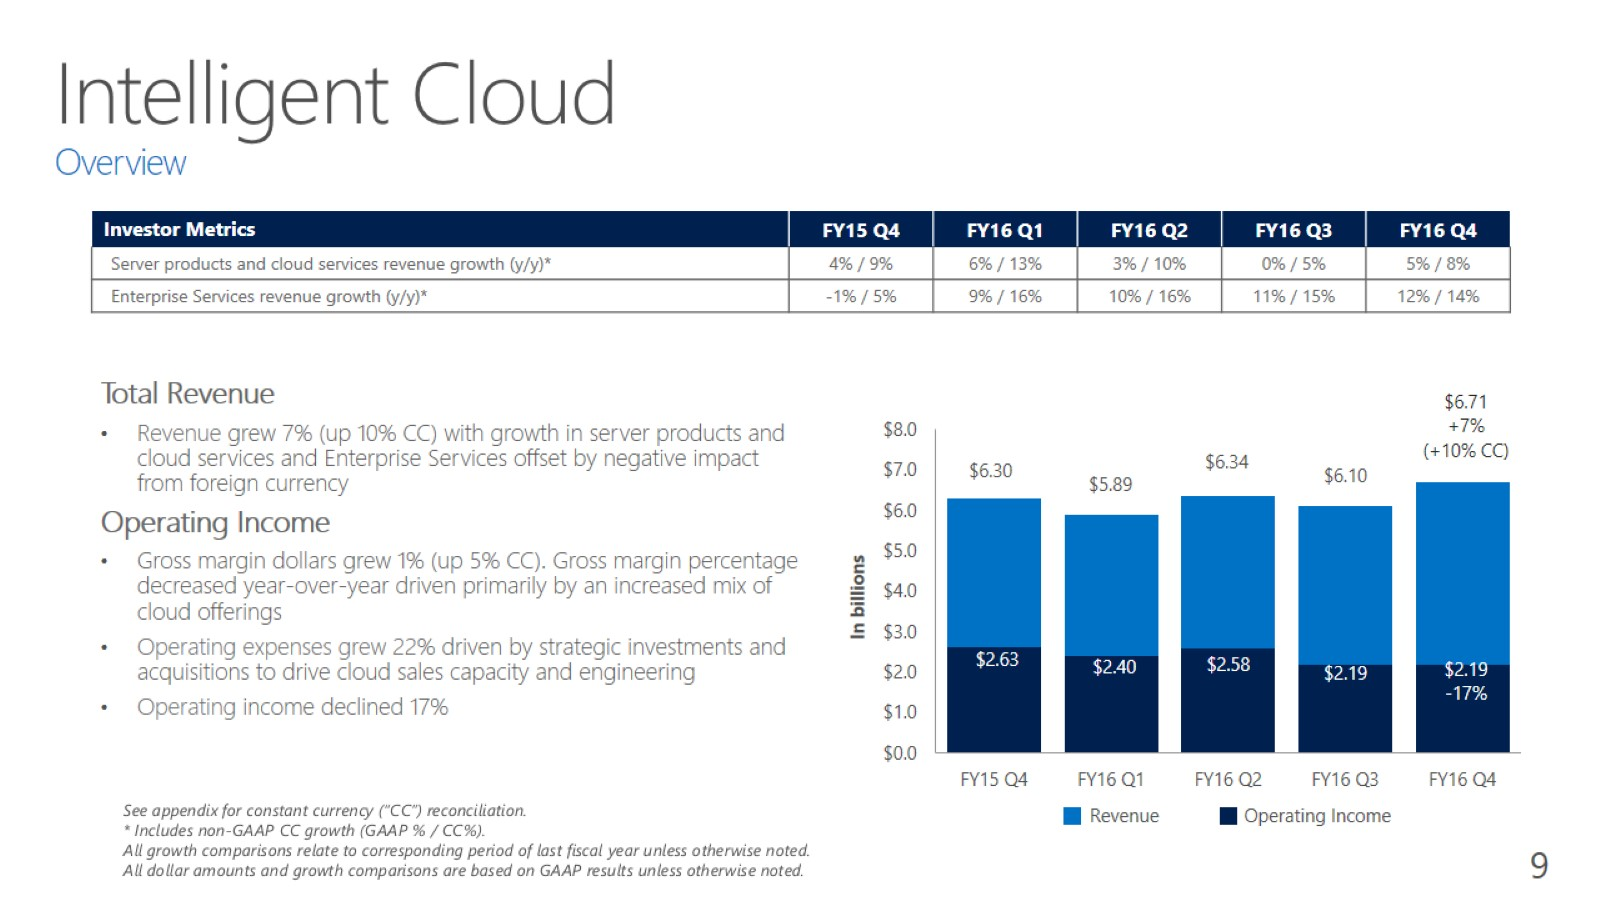 Intelligent Cloud
Overview
Investor Metrics FY15 Q4 FY16 Q1 FY16 Q2 FY16 Q3 FY16 Q4
Server products and cloud services revenue growth (y/y)* 4% / 9% 6% / 13% 3% / 10% 0% / 5% 5% / 8%
Enterprise Services revenue growth (y/y)* -1% / 5% 9% / 16% 10% / 16% 11% / 15% 12% / 14%
Total Revenue
• Revenue grew 7% (up 10% CC) with growth in server products and
cloud services and Enterprise Services offset by negative impact
from foreign currency
Operating Income
• Gross margin dollars grew 1% (up 5% CC). Gross margin percentage
decreased year-over-year driven primarily by an increased mix of
cloud offerings
• Operating expenses grew 22% driven by strategic investments and
acquisitions to drive cloud sales capacity and engineering
• Operating income declined 17%
In billions
$8.0
$7.0
$6.0
$5.0
$4.0
$3.0
$2.0
$1.0
$0.0
$6.30
$5.89
$6.34
$6.10
$6.71
+7%
(+10% CC)
$2.63
$2.40
$2.58
$2.19
$2.19
-17%
FY15 Q4 FY16 Q1 FY16 Q2 FY16 Q3 FY16 Q4
Revenue Operating Income
See appendix for constant currency ("CC") reconciliation.
* Includes non-GAAP CC growth (GAAP % / CC%).
All growth comparisons relate to corresponding period of last fiscal year unless otherwise noted.
All dollar amounts and growth comparisons are based on GAAP results unless otherwise noted.
9